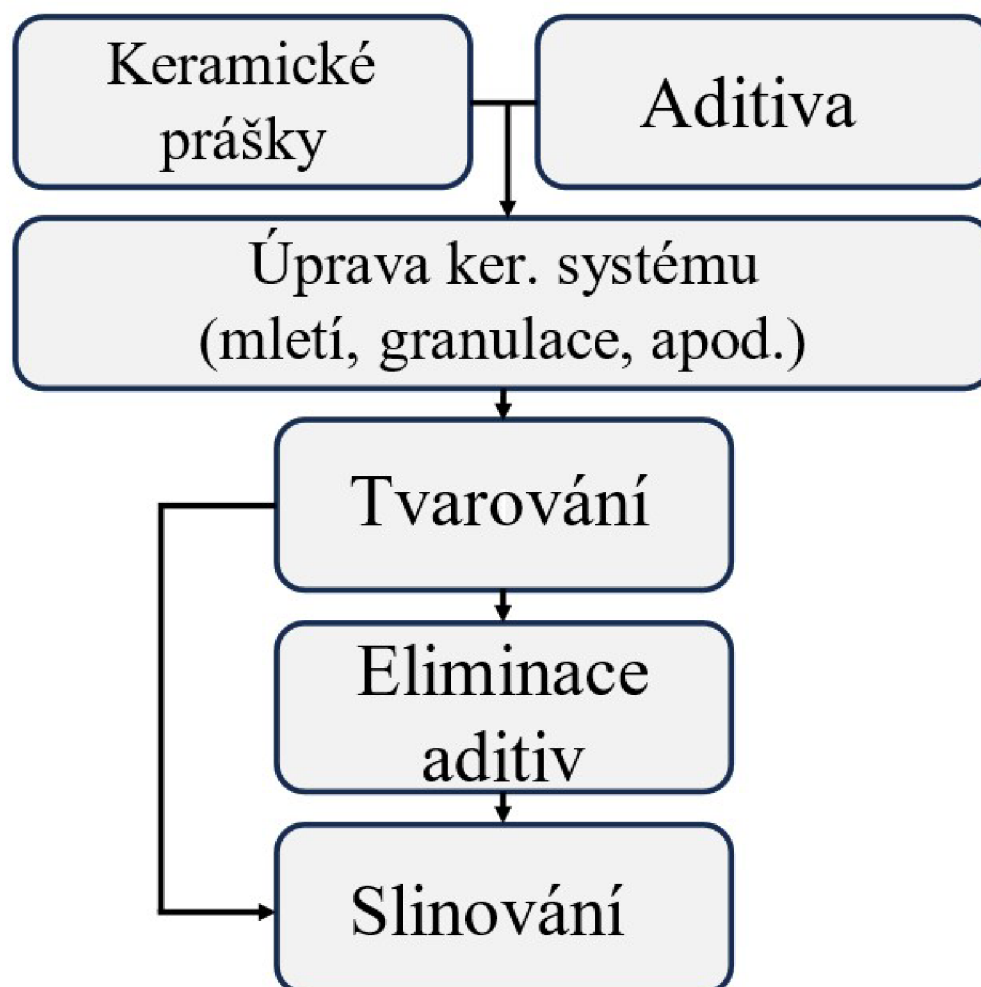 Keramické
prášky
Aditiva
Úprava ker. systému
(mletí, granulace, apod.)
Tvarování
Eliminace
aditiv
Slinování